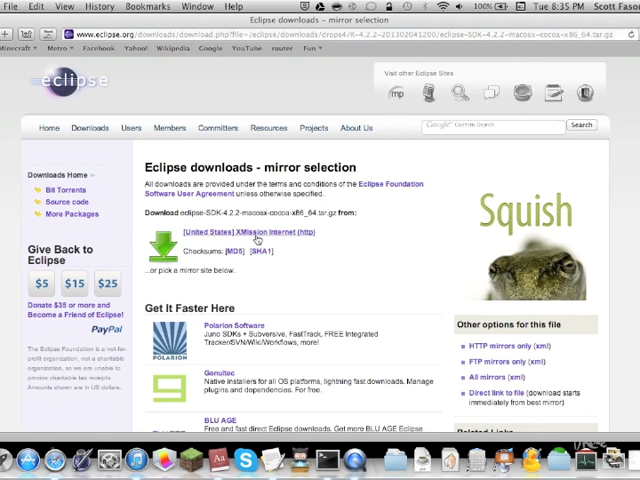 File Edit View History Bookmarks Window Help 100% Tue 8:35 PM Scott Fason
Eclipse downloads - mirror selection
www.eclipse.org/downloads/download.php?file=/eclipse/downloads/drops4/R-4.2.2-201302041200/eclipse-SDK-4.2.2-macosx-cocoa-x86_64.tar.gz
Minecraft Metro Facebook Yahoo! Wikipedia Google YouTube router Fun
eclipse
Visit other Eclipse Sites
Home Downloads Users Members Committers Resources Projects About Us
Google Custom Search Search
Downloads Home
Bit Torrents
Source code
More Packages
Give Back to
Eclipse
$5 $15 $25
Donate $35 or more and
Become a Friend of Eclipse!
PayPal
The Eclipse Foundation is a not-for-
profit organization, not a charitable
organization, so we are unable to
provide charitable tax receipts.
Amounts are shown in US dollars.
Eclipse downloads - mirror selection
All downloads are provided under the terms and conditions of the Eclipse Foundation
Software User Agreement unless otherwise specified.
Download eclipse-SDK-4.2.2-macosx-cocoa-x86_64.tar.gz from:
[United States] XMission Internet (http)
Checksums: [MD5] [SHA1]
...or pick a mirror site below.
Get It Faster Here
Polarion Software
Juno SDKs + Subversive, FastTrack, FREE Integrated
Tracker/SVN/Wiki/Workflows, more!
POLARION
Genuitec
Native installers for all OS platforms, lightning fast downloads. Manage
plugins and dependencies. For free.
BLU AGE
Free and fast direct Eclipse downloads. Get more BLU AGE Eclipse
Squish
Other options for this file
HTTP mirrors only (xml)
FTP mirrors only (xml)
All mirrors (xml)
Direct link to file (download starts
immediately from best mirror)
Related Links